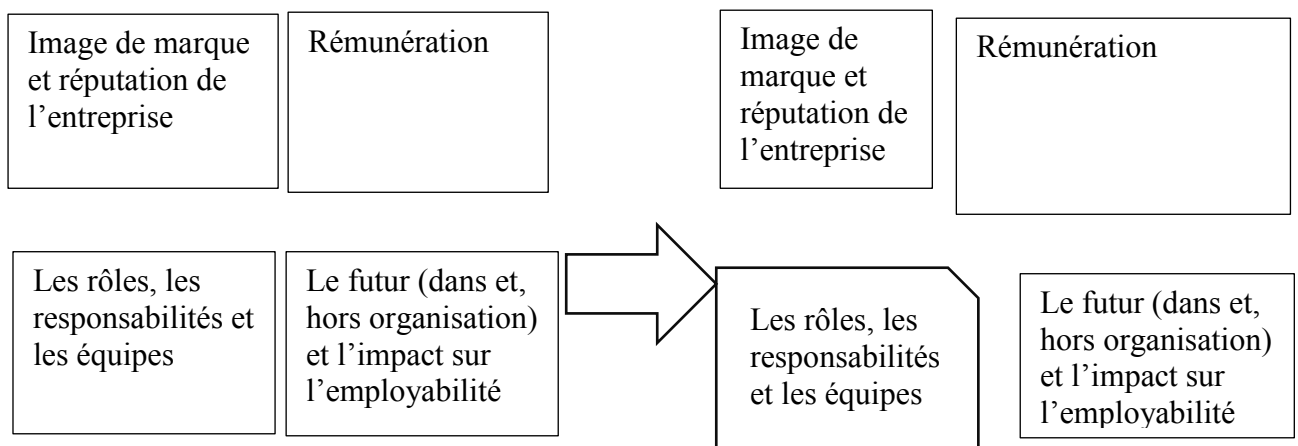 Image de marque
et réputation de
l’entreprise
Rémunération
Image de
marque et
réputation de
l’entreprise
Rémunération
Les rôles, les
responsabilités et
les équipes
Le futur (dans et,
hors organisation)
et l’impact sur
l’employabilité
Les rôles, les
responsabilités
et les équipes
Le futur (dans et,
hors organisation)
et l’impact sur
l’employabilité